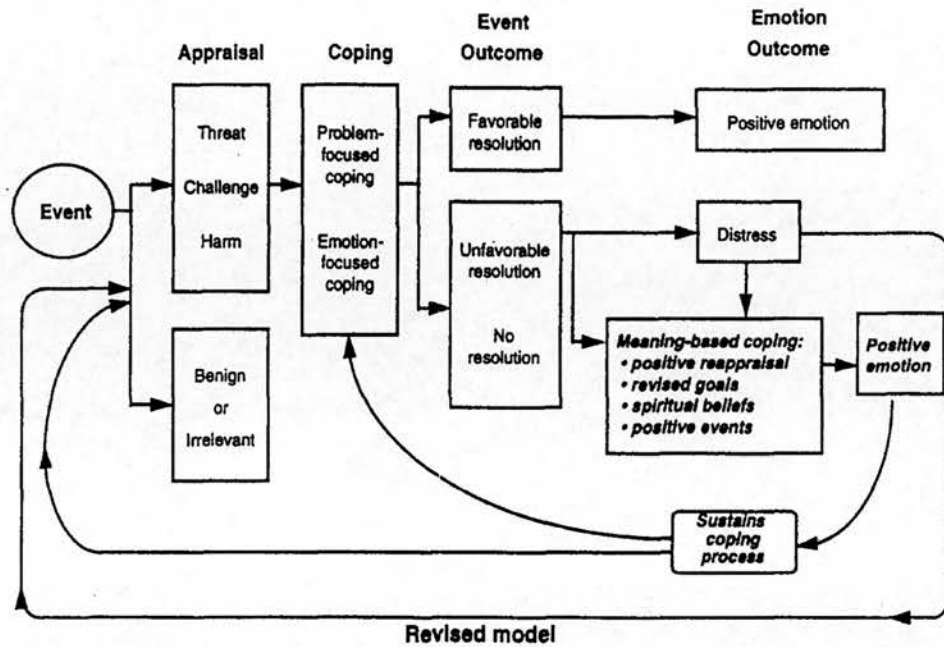 Event
Emotion
Appraisal
Coping
Outcome
Outcome
Event
Threat
Challenge
Harm
Benign
or
Irrelevant
Problem-
focused
coping
Emotion-
focused
coping
Favorable
resolution
Unfavorable
resolution
No
resolution
Positive emotion
Distress
Meaning-based coping:
• positive reappraisal
• revised goals
• spiritual beliefs
• positive events
Positive
emotion
Sustains
coping
process
Revised model